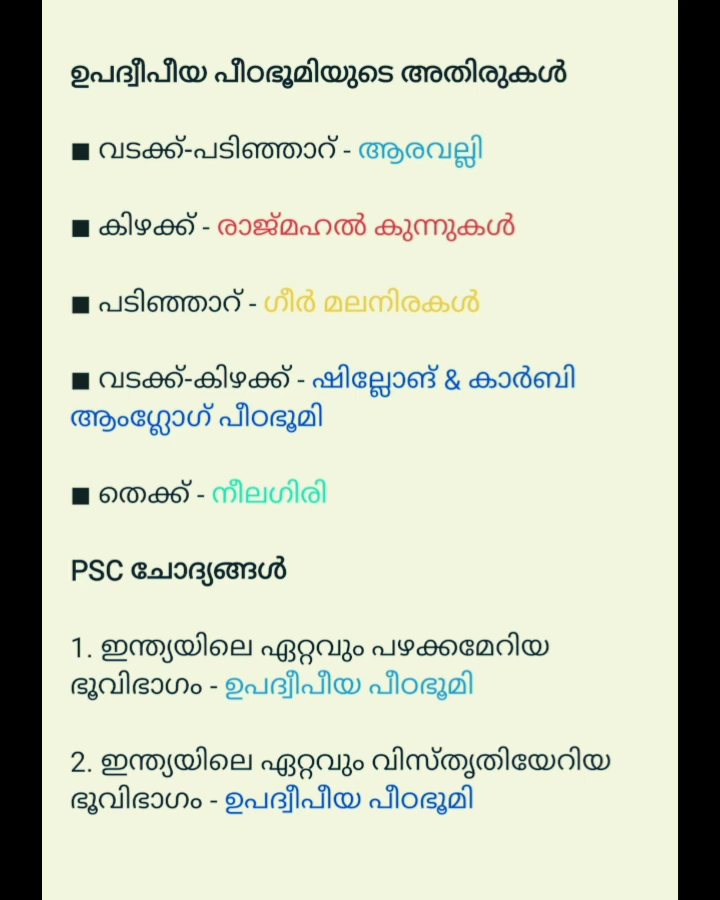 ഉപദ്വീപീയ പീഠഭൂമിയുടെ അതിരുകൾ
■ വടക്ക്-പടിഞ്ഞാറ് - ആരവല്ലി
■ കിഴക്ക് - രാജ്മഹൽ കുന്നുകൾ
■ പടിഞ്ഞാറ് - ഗീർ മലനിരകൾ
■ വടക്ക്-കിഴക്ക് - ഷില്ലോങ് & കാർബി
ആംഗ്ലോഗ് പീഠഭൂമി
■ തെക്ക് - നീലഗിരി
PSC ചോദ്യങ്ങൾ
1. ഇന്ത്യയിലെ ഏറ്റവും പഴക്കമേറിയ
ഭൂവിഭാഗം - ഉപദ്വീപീയ പീഠഭൂമി
2. ഇന്ത്യയിലെ ഏറ്റവും വിസ്തൃതിയേറിയ
ഭൂവിഭാഗം - ഉപദ്വീപീയ പീഠഭൂമി